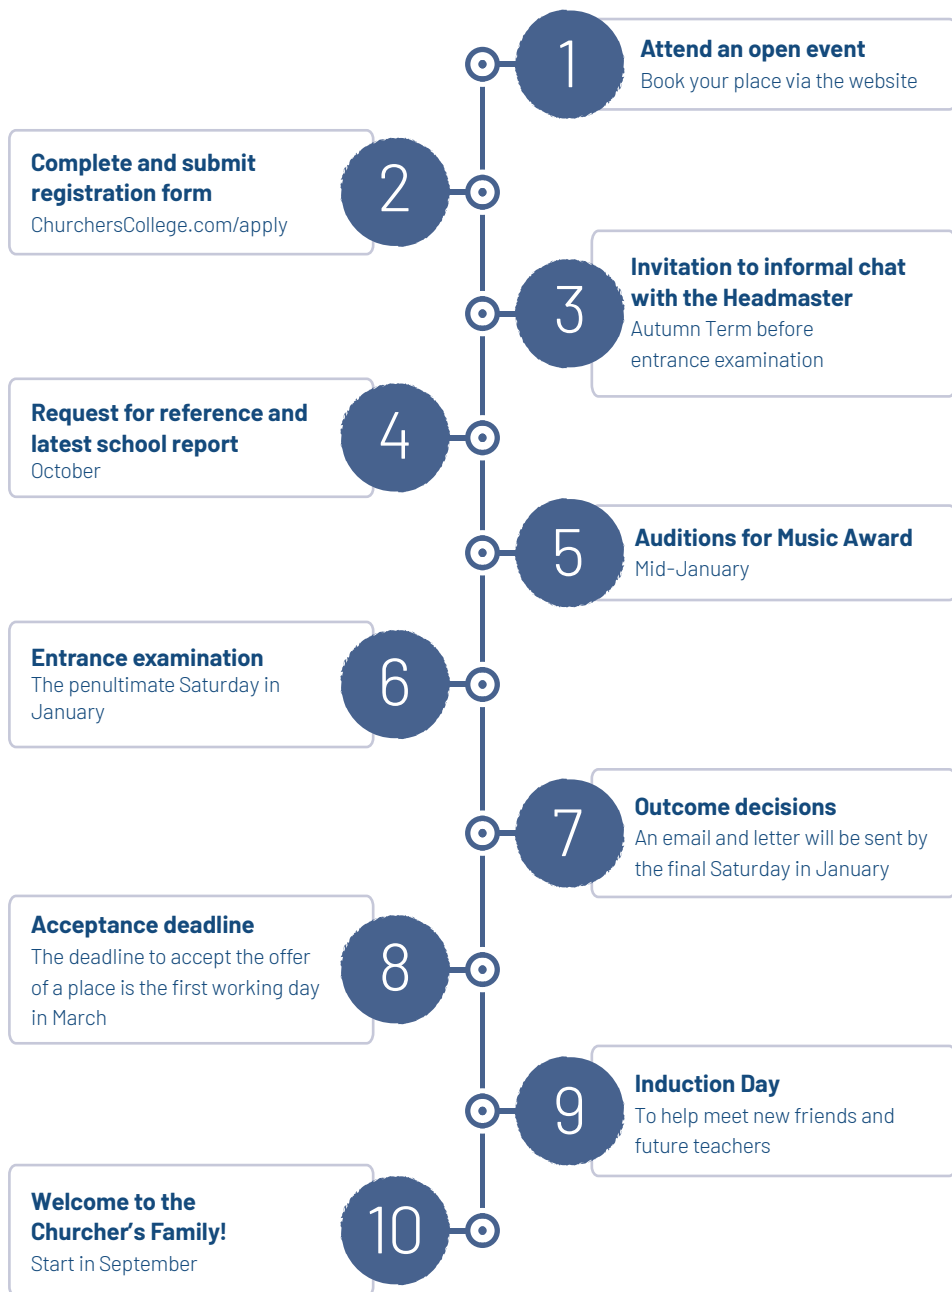 1
Attend an open event
Book your place via the website
2
Complete and submit
registration form
ChurchersCollege.com/apply
3
Invitation to informal chat
with the Headmaster
Autumn Term before
entrance examination
4
Request for reference and
latest school report
October
5
Auditions for Music Award
Mid-January
6
Entrance examination
The penultimate Saturday in
January
7
Outcome decisions
An email and letter will be sent by
the final Saturday in January
8
Acceptance deadline
The deadline to accept the offer
of a place is the first working day
in March
9
Induction Day
To help meet new friends and
future teachers
10
Welcome to the
Churcher’s Family!
Start in September